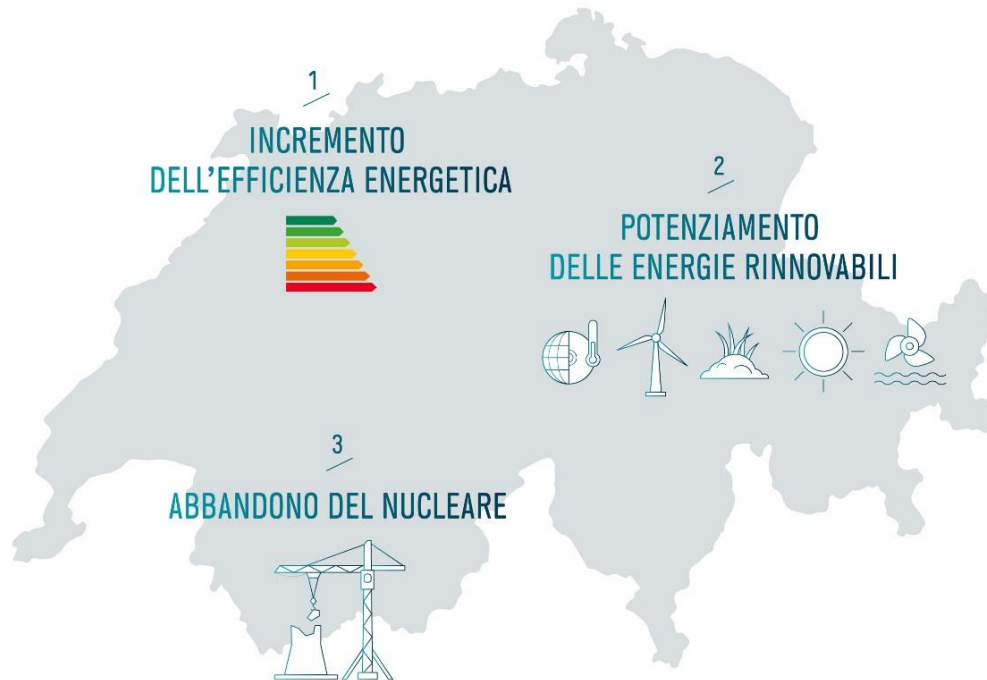 1
INCREMENTO
DELL'EFFICIENZA ENERGETICA
2
POTENZIAMENTO
DELLE ENERGIE RINNOVABILI
3
ABBANDONO DEL NUCLEARE